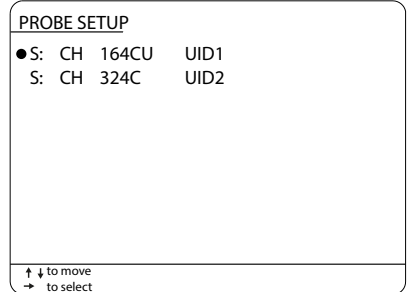 PROBE SETUP
●S: CH 164CU UID1
S: CH 324C UID2
↑ ↓ to move
→ to select